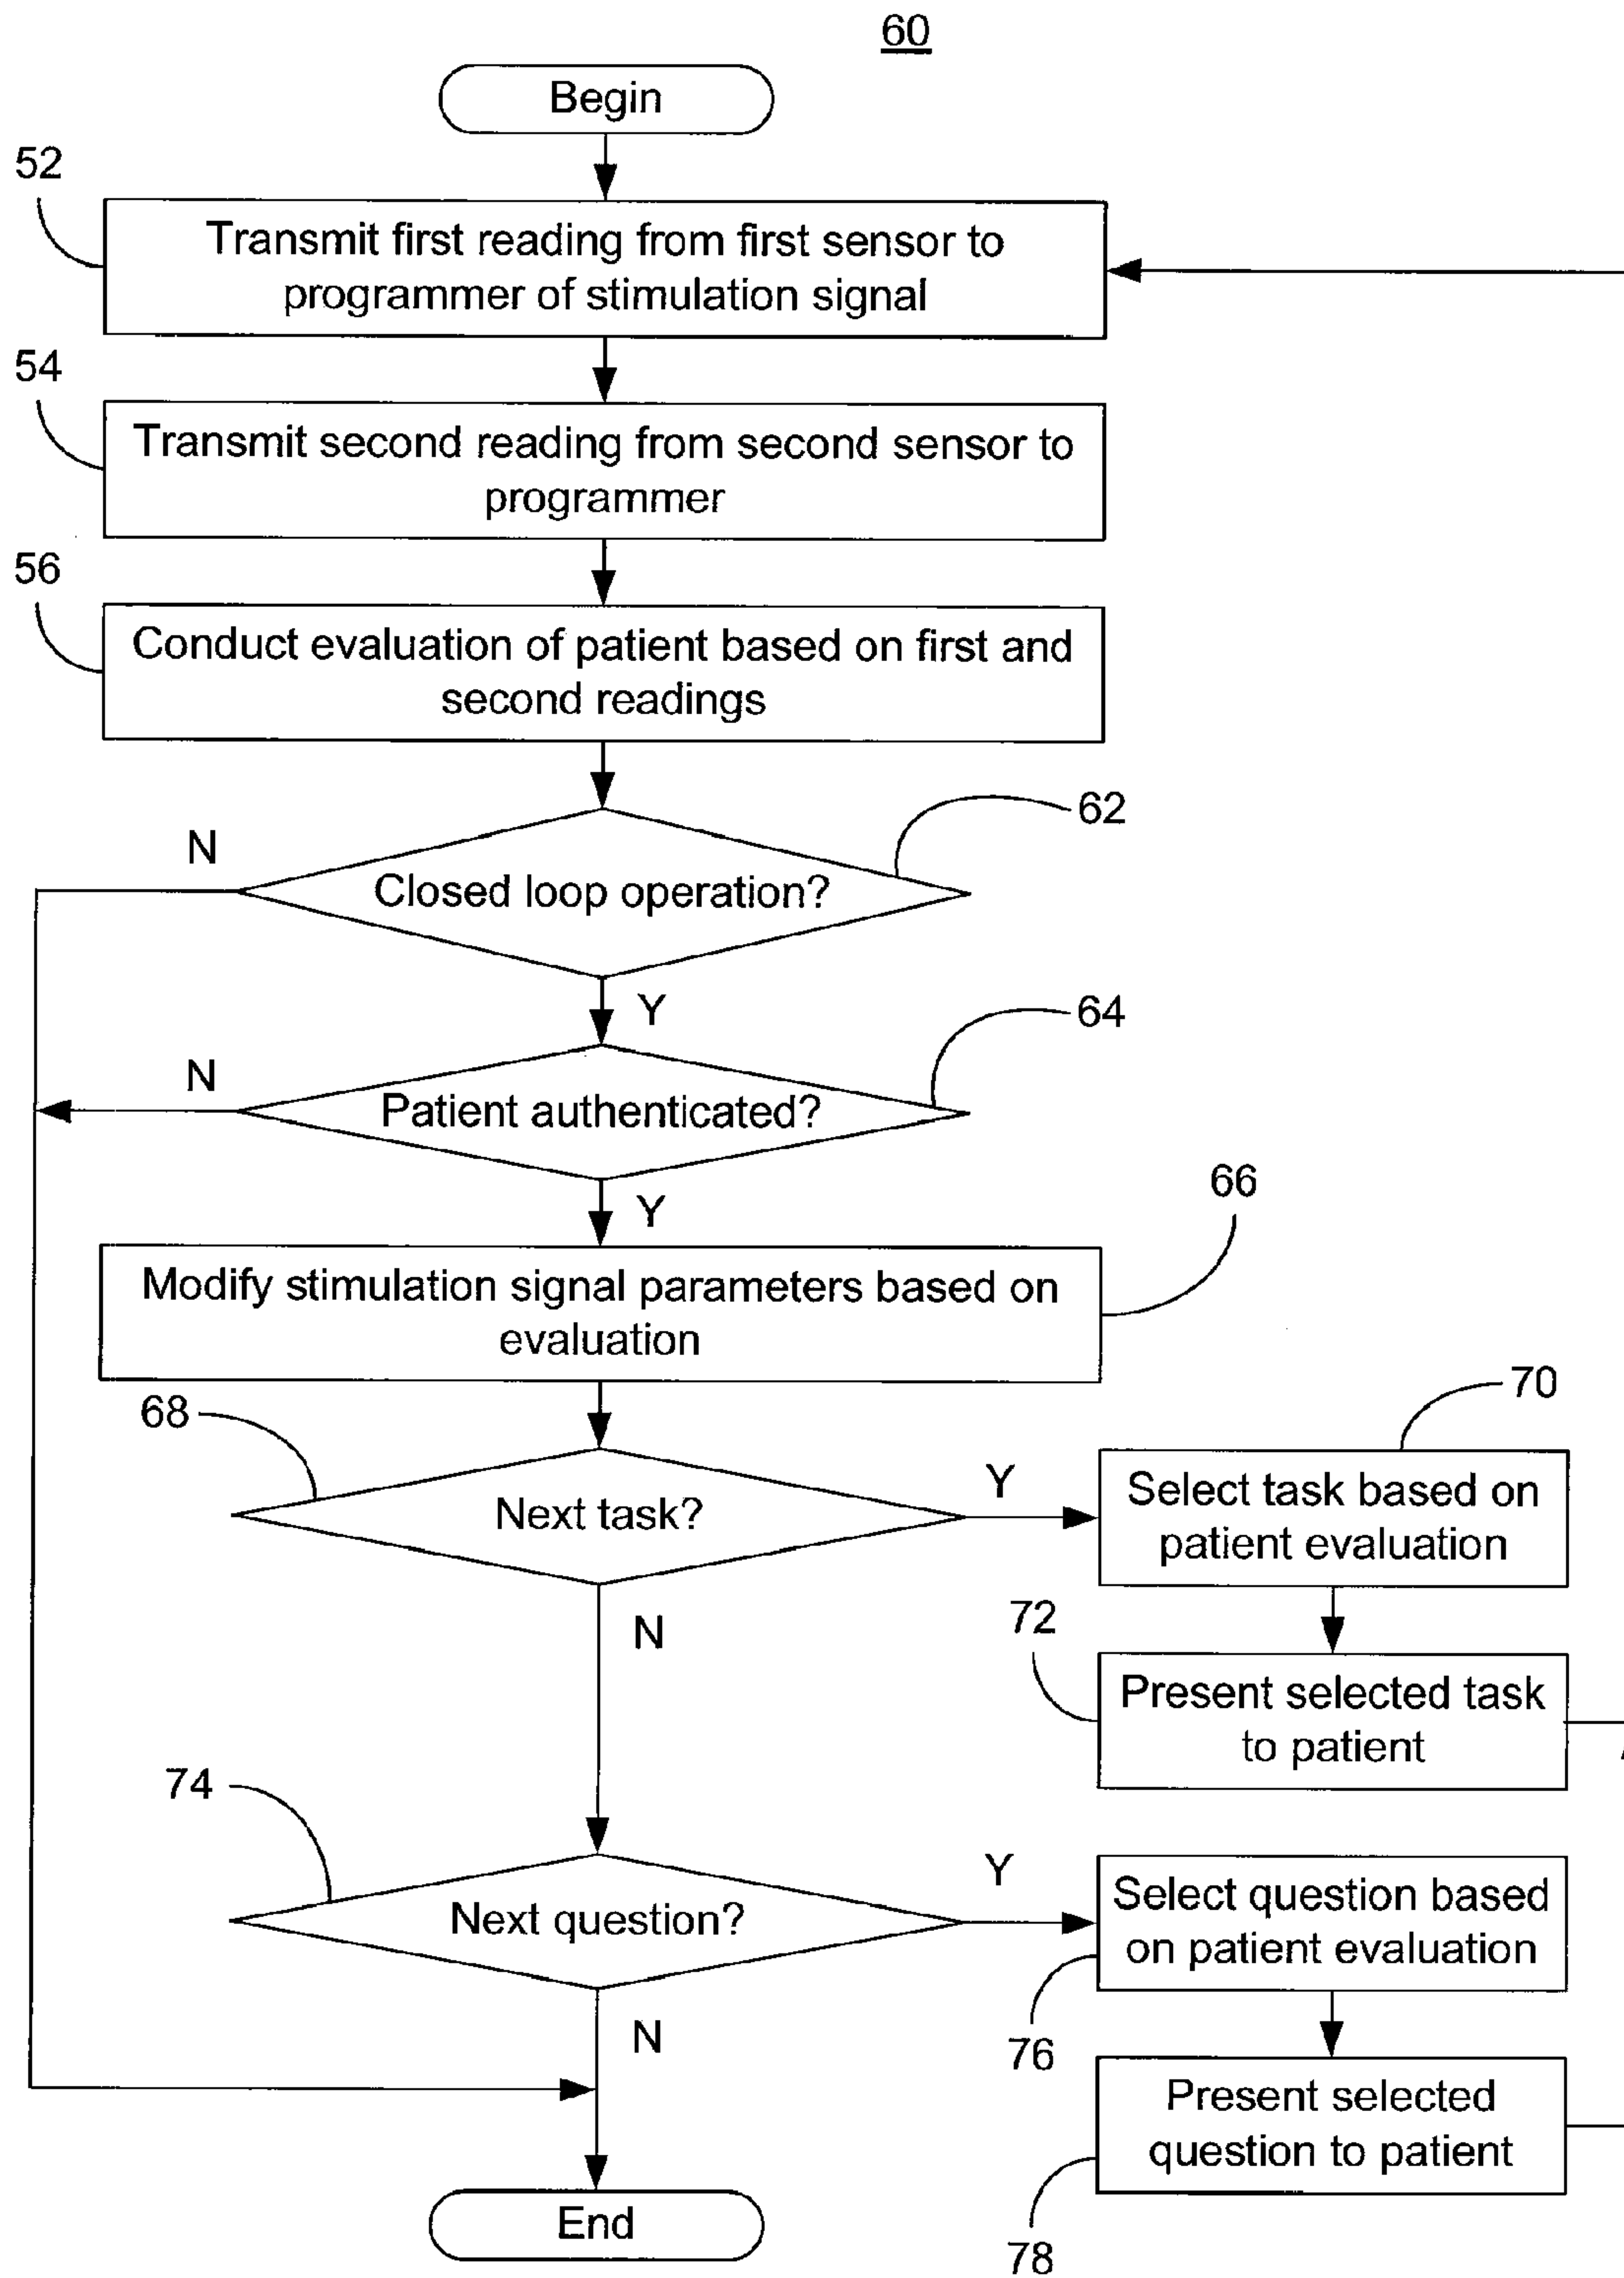 60
Begin
52
Transmit first reading from first sensor to
programmer of stimulation signal
54
Transmit second reading from second sensor to
programmer
56
Conduct evaluation of patient based on first and
second readings
62
N
Closed loop operation?
Y
64
N
Patient authenticated?
Y
66
Modify stimulation signal parameters based on
evaluation
68
Next task?
Y
70
Select task based on
patient evaluation
N
72
Present selected task
to patient
74
Next question?
Y
Select question based
on patient evaluation
76
N
Present selected
question to patient
78
End